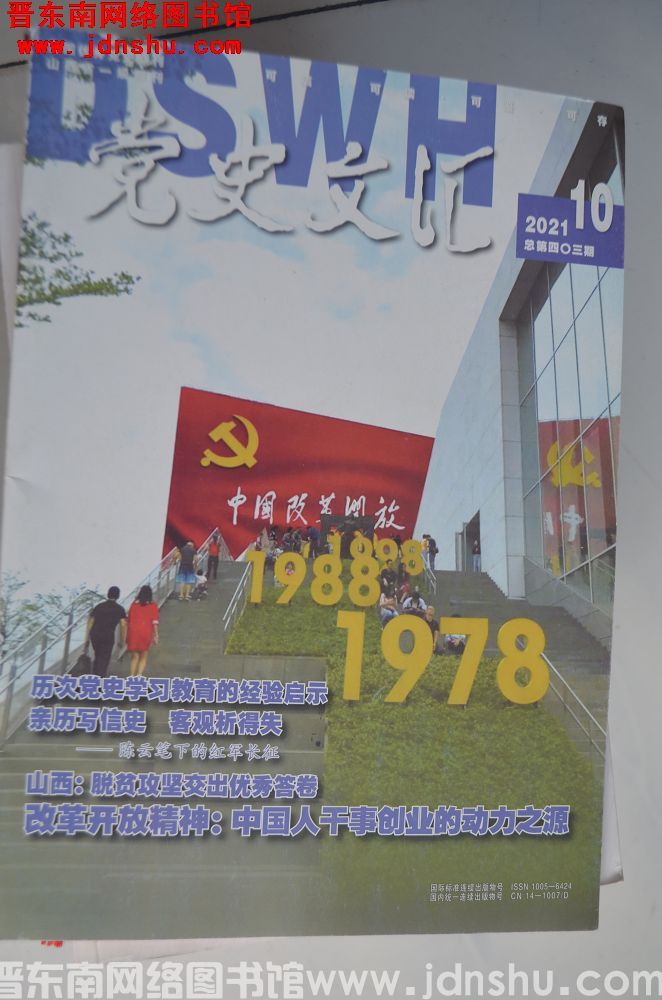 晋东南网络图书馆
www.jdnshu.com
DSWH
党史文汇
2021 10
总第四〇三期
中国改革开放
1998
1988
1978
历次党史学习教育的经验启示
亲历写信史 客观析得失
——陈云笔下的红军长征
山西：脱贫攻坚交出优秀答卷
改革开放精神：中国人干事创业的动力之源
国际标准连续出版物号 ISSN 1005—6424
国内统一连续出版物号 CN 14—1007/D
晋东南网络图书馆www.jdnshu.com